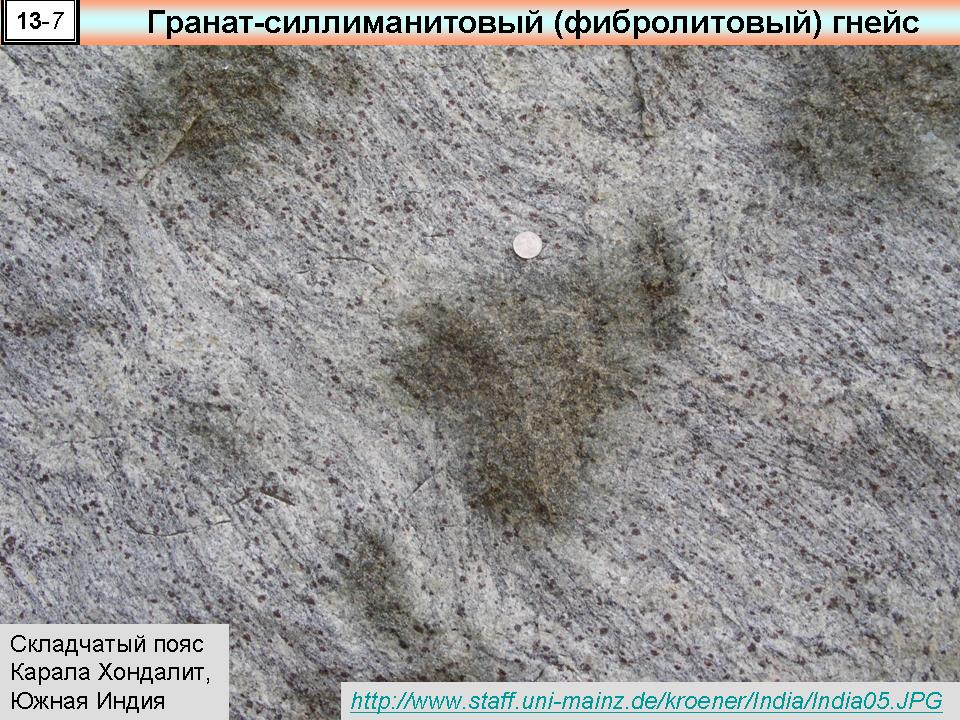 13-7
Гранат-силлиманитовый (фибролитовый) гнейс
Складчатый пояс
Карала Хондалит,
Южная Индия
http://www.staff.uni-mainz.de/kroener/India/India05.JPG